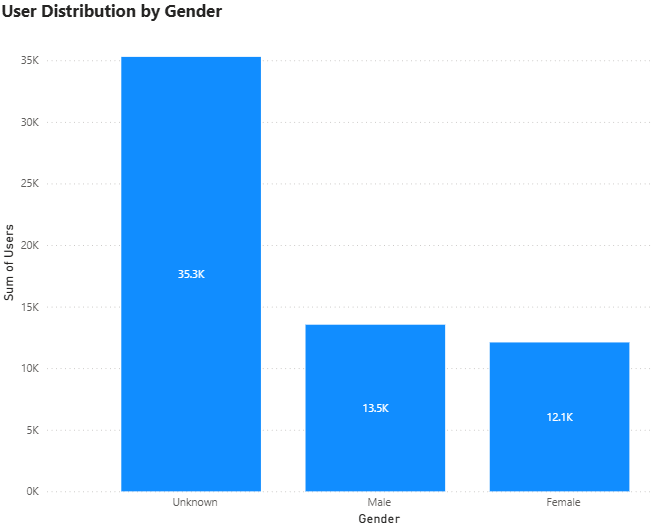 User Distribution by Gender
Sum of Users
35K
30K
25K
20K
15K
10K
5K
0K
35.3K
13.5K
12.1K
Unknown Male Female
Gender